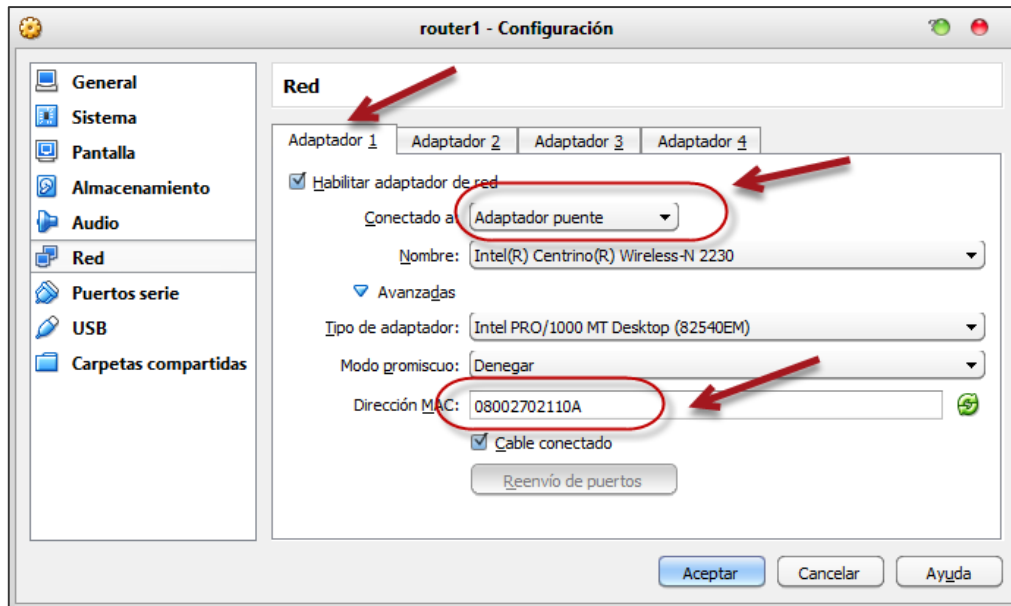 router1 - Configuración
General
Sistema
Pantalla
Almacenamiento
Audio
Red
Puertos serie
USB
Carpetas compartidas
Red
Adaptador 1 Adaptador 2 Adaptador 3 Adaptador 4
Habilitar adaptador de red
Conectado a: Adaptador puente
Nombre: Intel(R) Centrino(R) Wireless-N 2230
Avanzadas
Tipo de adaptador: Intel PRO/1000 MT Desktop (82540EM)
Modo promiscuo: Denegar
Dirección MAC: 08002702110A
Cable conectado
Reenvío de puertos
Aceptar Cancelar Ayuda